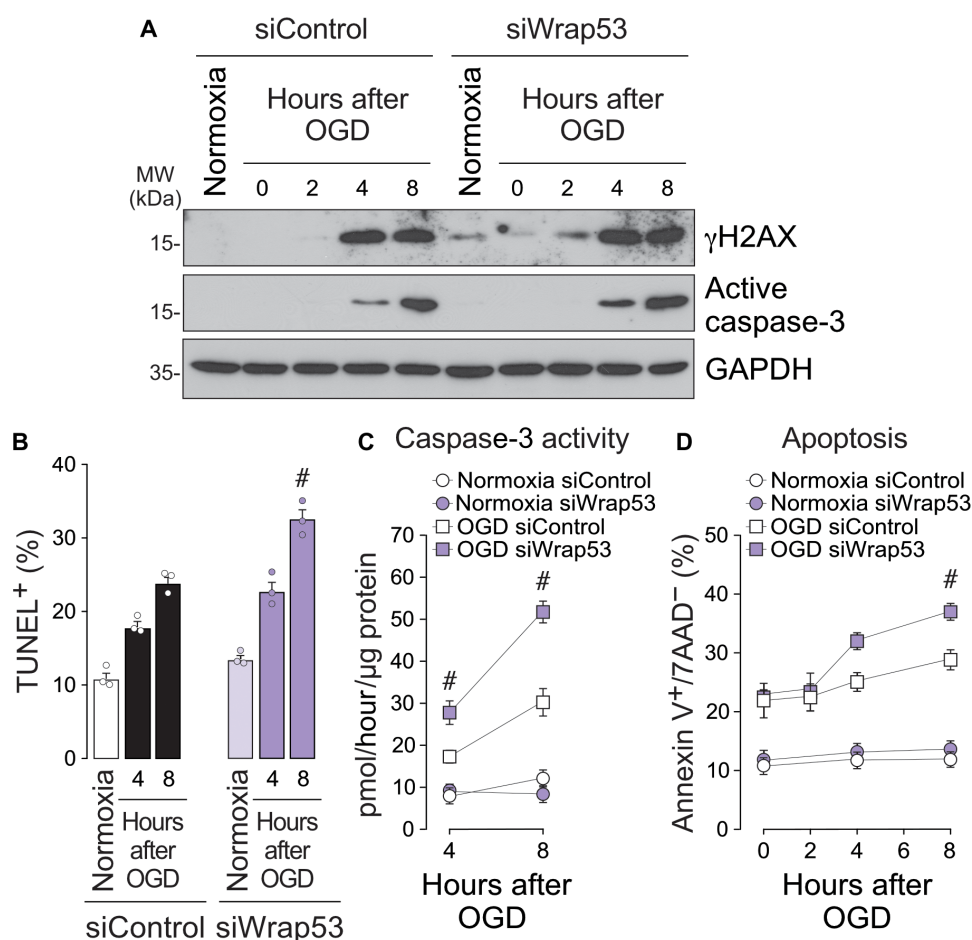 A
siControl siWrap53
Normoxia Hours after OGD Normoxia Hours after OGD
MW (kDa) 0 2 4 8 0 2 4 8
15- γH2AX
15- Active caspase-3
35- GAPDH
B
TUNEL+ (%)
40
30
20
10
0
Normoxia 4 8 Normoxia 4 8
Hours after OGD Hours after OGD
siControl siWrap53
#
C Caspase-3 activity
Normoxia siControl
Normoxia siWrap53
OGD siControl
OGD siWrap53
pmol/hour/µg protein
70
60
50
40
30
20
10
0
# #
4 8
Hours after
OGD
D Apoptosis
Normoxia siControl
Normoxia siWrap53
OGD siControl
OGD siWrap53
Annexin V+/7AAD− (%)
50
40
30
20
10
0
#
0 2 4 6 8
Hours after
OGD